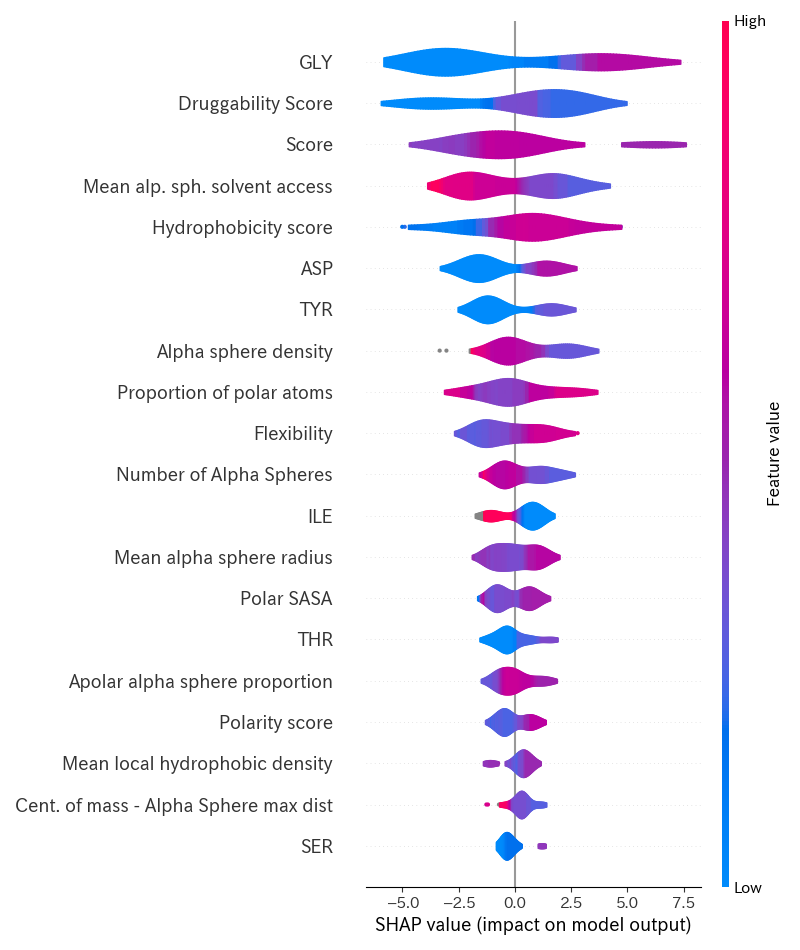 High
GLY
Druggability Score
Score
Mean alp. sph. solvent access
Hydrophobicity score
ASP
TYR
Alpha sphere density
Proportion of polar atoms
Flexibility
Number of Alpha Spheres
ILE
Mean alpha sphere radius
Polar SASA
THR
Apolar alpha sphere proportion
Polarity score
Mean local hydrophobic density
Cent. of mass - Alpha Sphere max dist
SER
Feature value
Low
−5.0 −2.5 0.0 2.5 5.0 7.5
SHAP value (impact on model output)